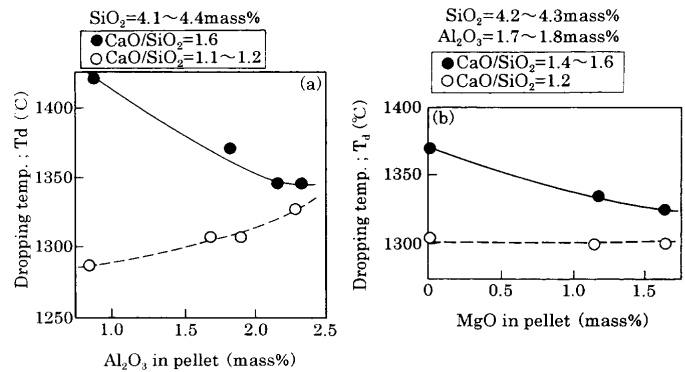 SiO₂=4.1~4.4mass%
● CaO/SiO₂=1.6
○ CaO/SiO₂=1.1~1.2
(a)
Dropping temp. ; Td (℃)
1400
1350
1300
1250
1.0 1.5 2.0 2.5
Al₂O₃ in pellet (mass%)
SiO₂=4.2~4.3mass%
Al₂O₃=1.7~1.8mass%
● CaO/SiO₂=1.4~1.6
○ CaO/SiO₂=1.2
(b)
Dropping temp. ; T_d (℃)
1400
1350
1300
0 0.5 1.0 1.5
MgO in pellet (mass%)